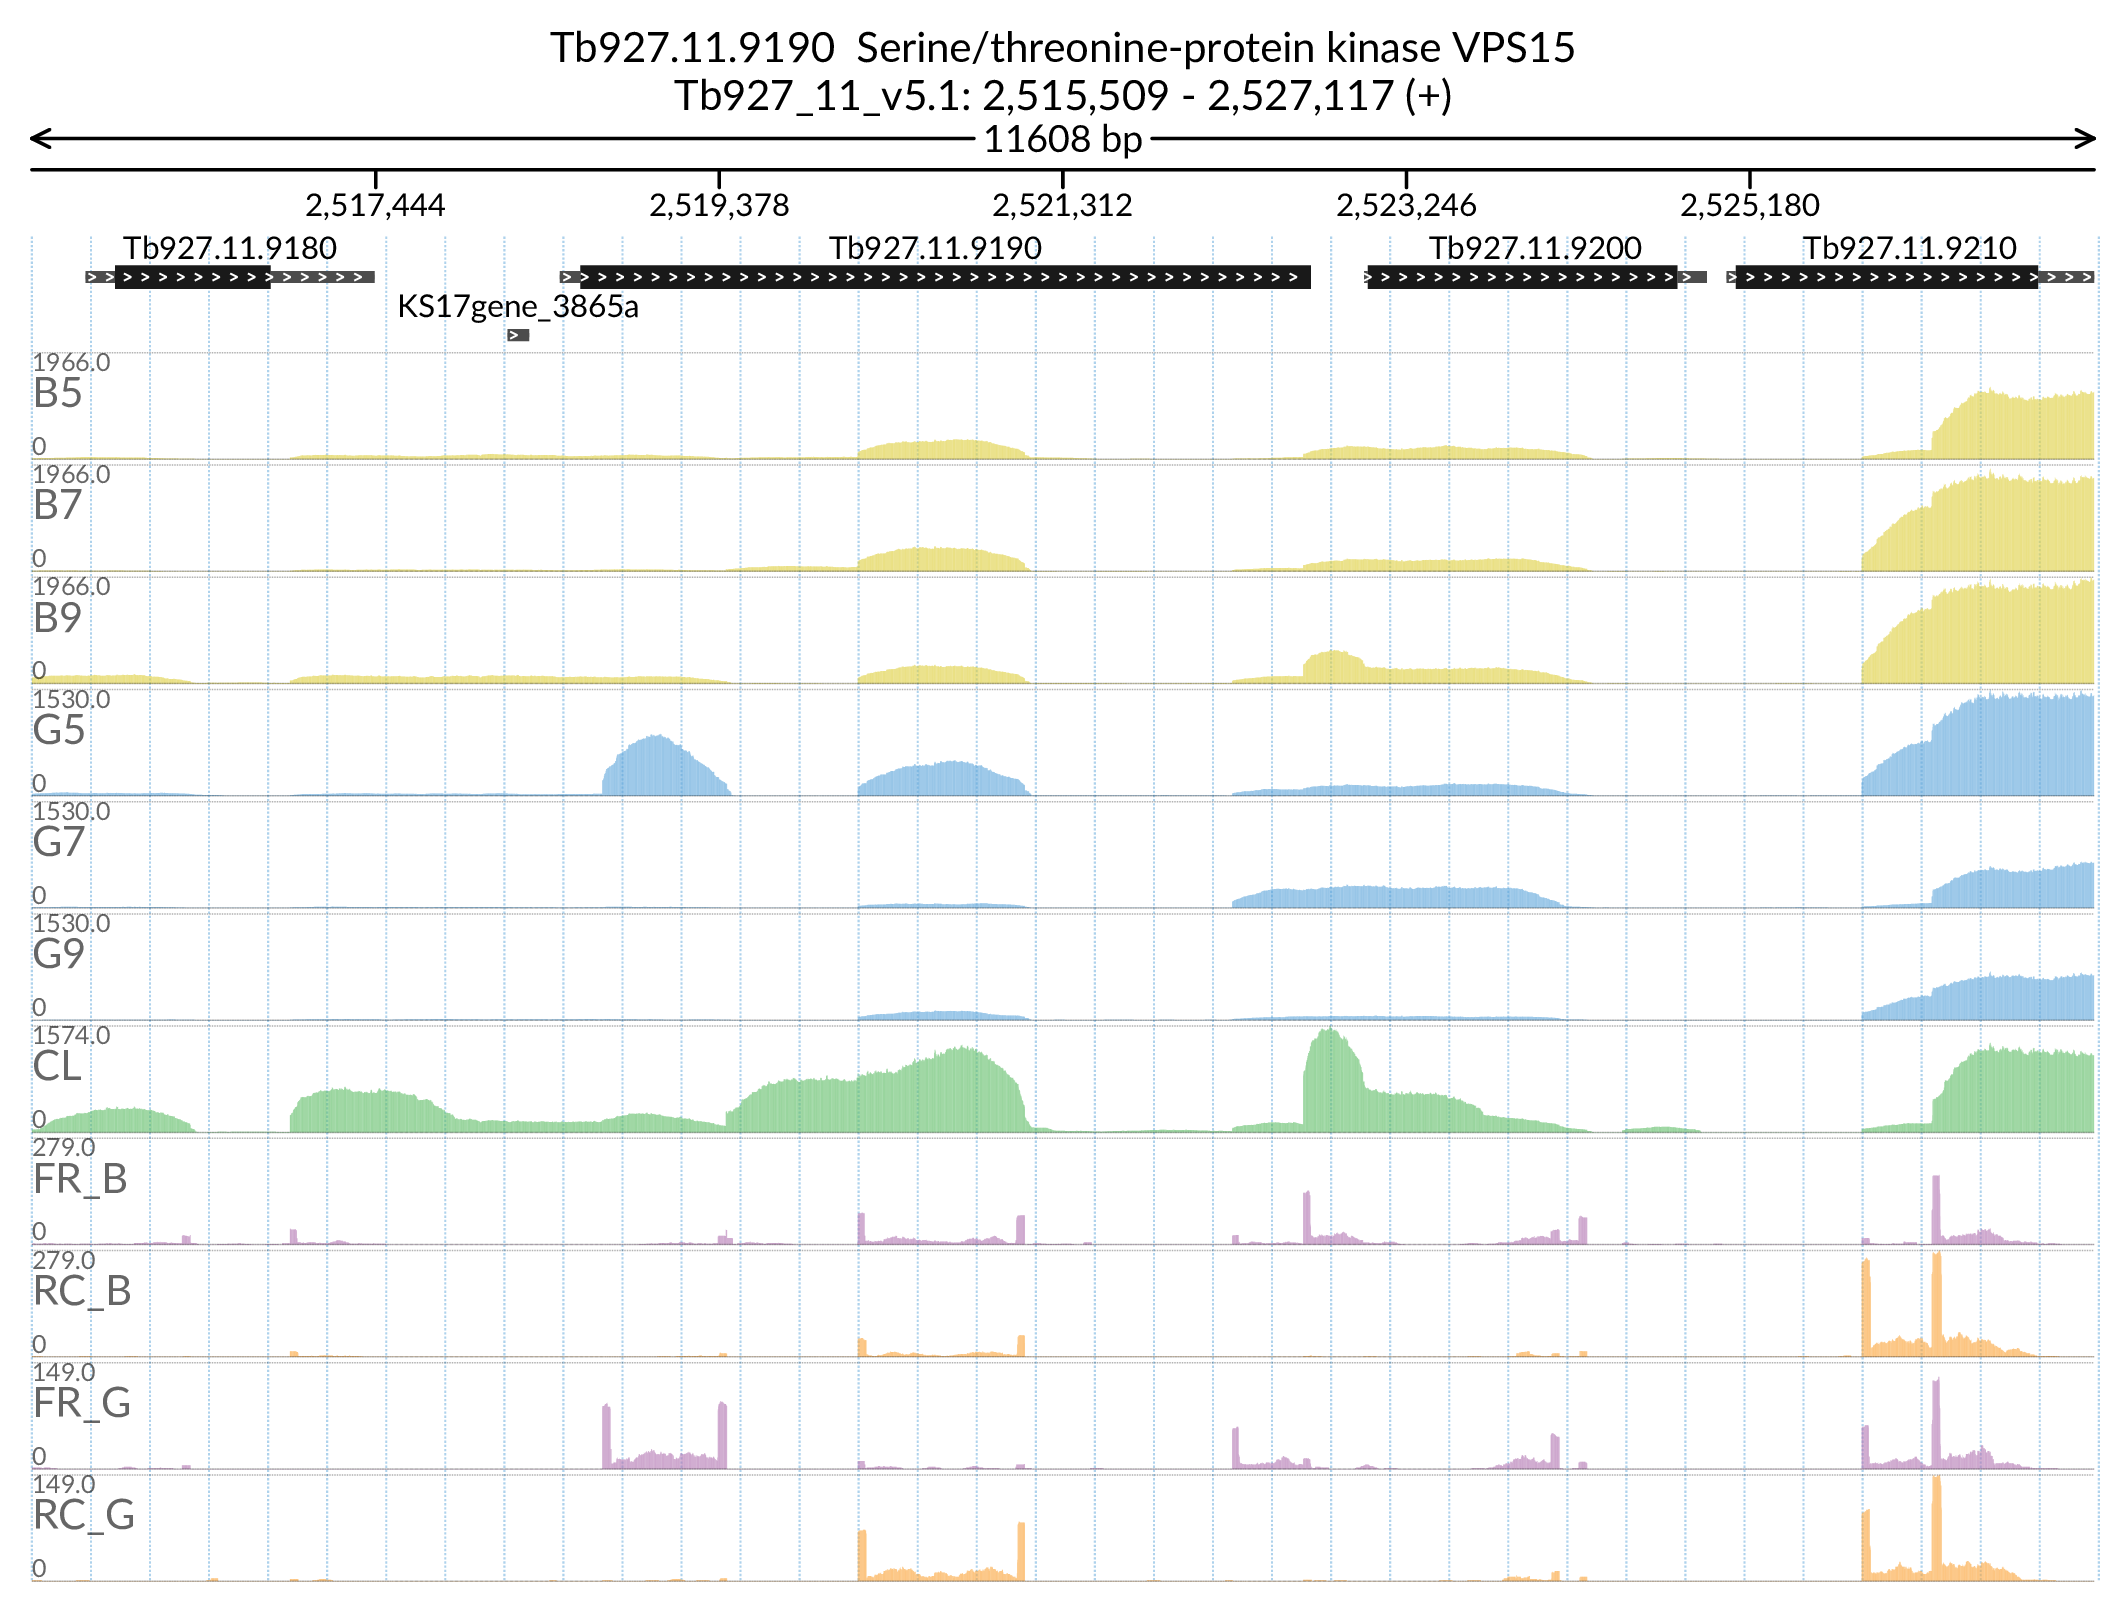 Tb927.11.9190  Serine/threonine-protein kinase VPS15
Tb927_11_v5.1: 2,515,509 - 2,527,117 (+)
11608 bp
2,517,444 2,519,378 2,521,312 2,523,246 2,525,180
Tb927.11.9180 Tb927.11.9190 Tb927.11.9200 Tb927.11.9210
KS17gene_3865a
1966.0
B5
0
1966.0
B7
0
1966.0
B9
0
1530.0
G5
0
1530.0
G7
0
1530.0
G9
0
1574.0
CL
0
279.0
FR_B
0
279.0
RC_B
0
149.0
FR_G
0
149.0
RC_G
0